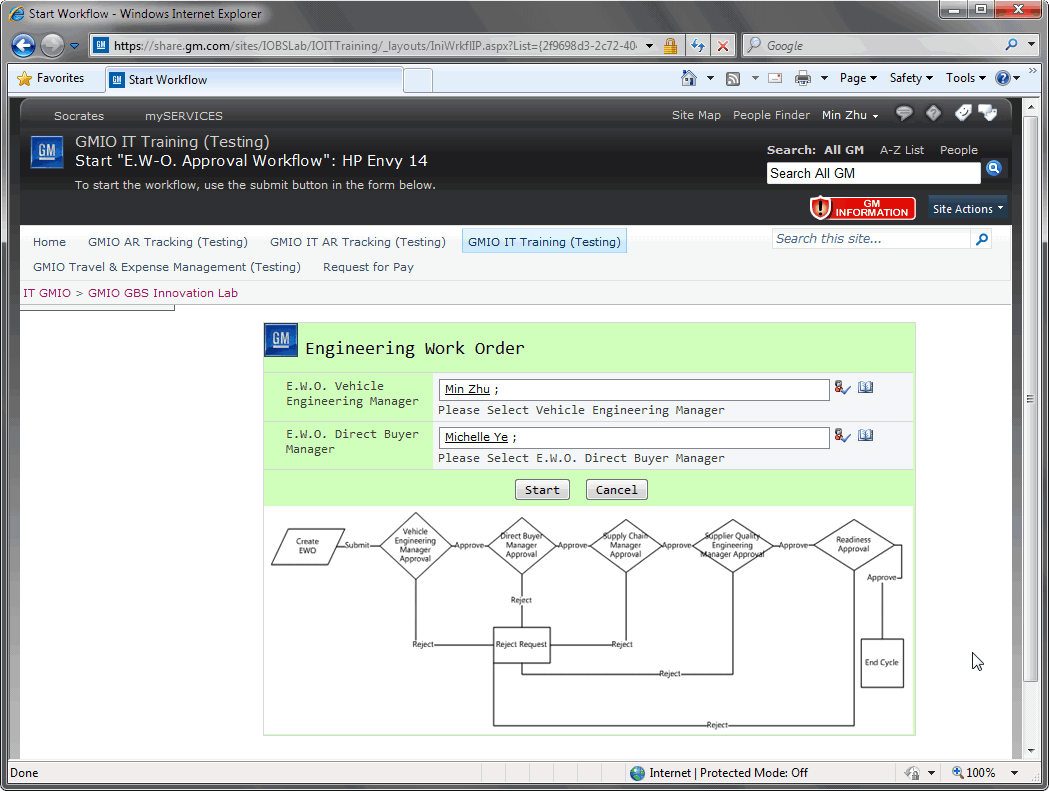 Start Workflow - Windows Internet Explorer
https://share.gm.com/sites/IOBSLab/IOITTraining/_layouts/IniWrkflIP.aspx?List={2f9698d3-2c72-40
Google
Favorites
GM Start Workflow
Page Safety Tools
Socrates mySERVICES
Site Map People Finder Min Zhu
GM
GMIO IT Training (Testing)
Start "E.W-O. Approval Workflow": HP Envy 14
To start the workflow, use the submit button in the form below.
Search: All GM A-Z List People
Search All GM
GM
INFORMATION
Site Actions
Home GMIO AR Tracking (Testing) GMIO IT AR Tracking (Testing) GMIO IT Training (Testing)
Search this site...
GMIO Travel & Expense Management (Testing) Request for Pay
IT GMIO > GMIO GBS Innovation Lab
GM
Engineering Work Order
E.W.O. Vehicle
Engineering Manager
Min Zhu ;
Please Select Vehicle Engineering Manager
E.W.O. Direct Buyer
Manager
Michelle Ye ;
Please Select E.W.O. Direct Buyer Manager
Start Cancel
Create
EWO
Submit
Vehicle
Engineering
Manager
Approval
Approve
Direct Buyer
Manager
Approval
Approve
Supply Chain
Manager
Approval
Approve
Supplier Quality
Engineering
Manager Approval
Approve
Readiness
Approval
Approve
Reject
Reject
Reject Request
Reject
Reject
Reject
End Cycle
Done
Internet | Protected Mode: Off
100%